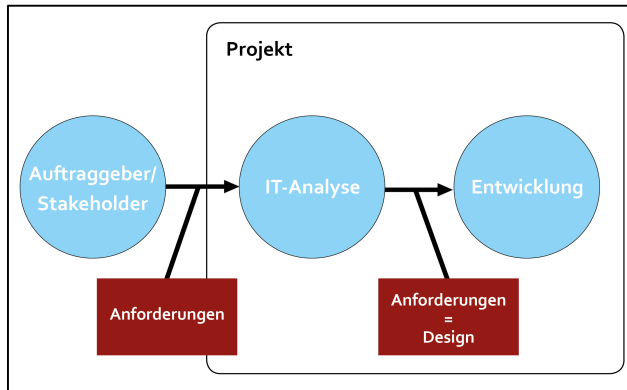 Projekt
Auftraggeber/
Stakeholder
IT-Analyse
Entwicklung
Anforderungen
Anforderungen
=
Design